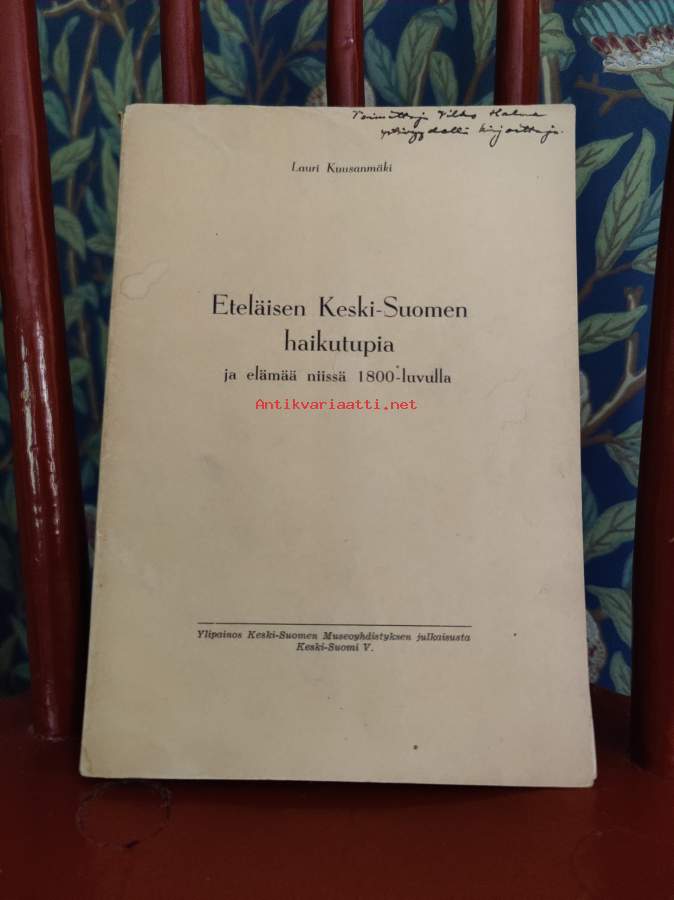 Toimittaja Vilho Halme
ystävyydellä kirjoittaja.
Lauri Kuusanmäki
Eteläisen Keski-Suomen
haikutupia
ja elämää niissä 1800-luvulla
Antikvariaatti.net
Ylipainos Keski-Suomen Museoyhdistyksen julkaisusta
Keski-Suomi V.